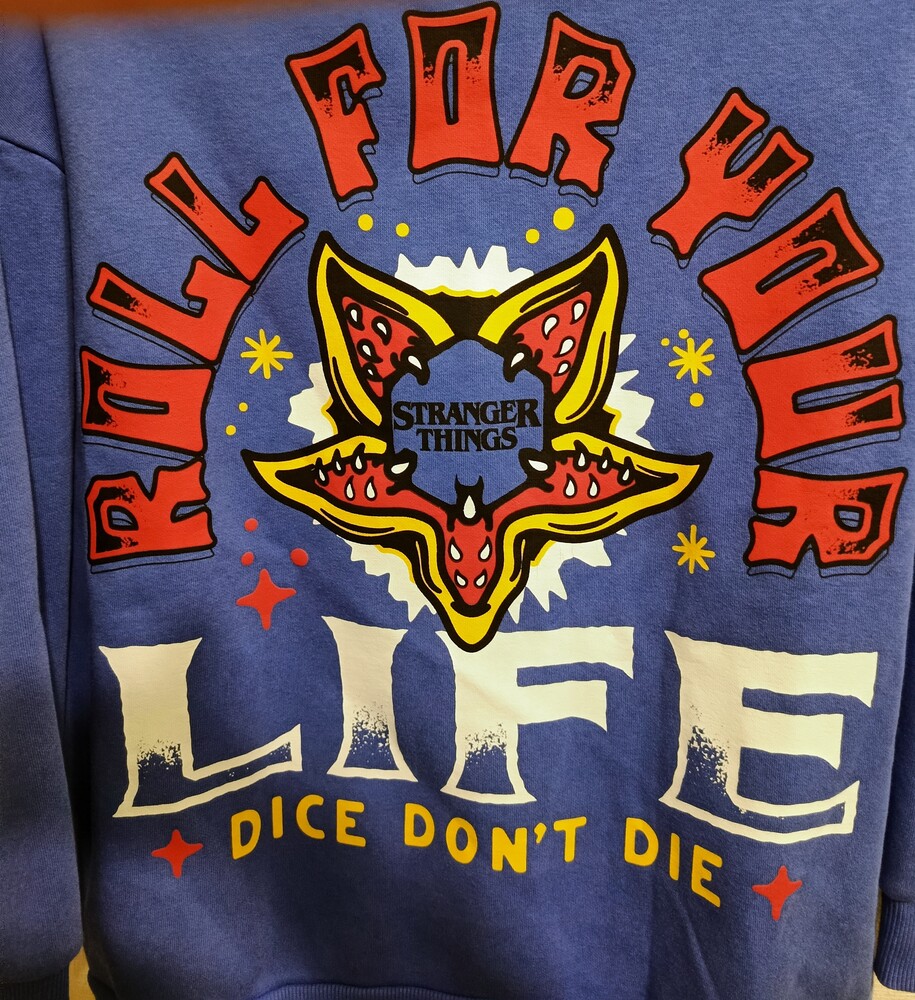 ROLL FOR YOUR
STRANGER
THINGS
LIFE
DICE DON'T DIE